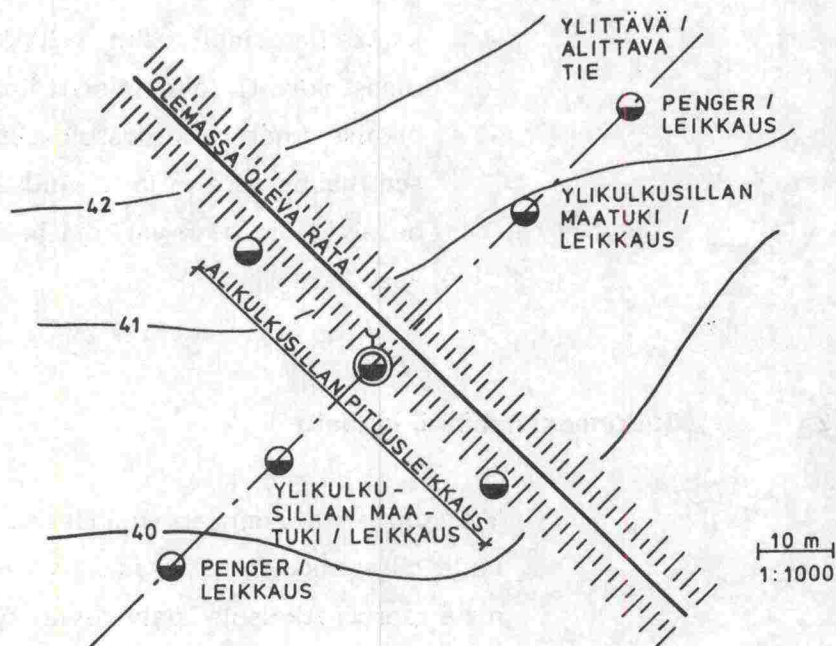 YLITTÄVÄ /
ALITTAVA
TIE
PENGER /
LEIKKAUS
OLEMASSA OLEVA RATA
YLIKULKUSILLAN
MAATUKI /
LEIKKAUS
42
ALIKULKUSILLAN PITUUSLEIKKAUS
41
YLIKULKU-
SILLAN MAA-
TUKI / LEIKKAUS
40
PENGER /
LEIKKAUS
10 m
1:1000